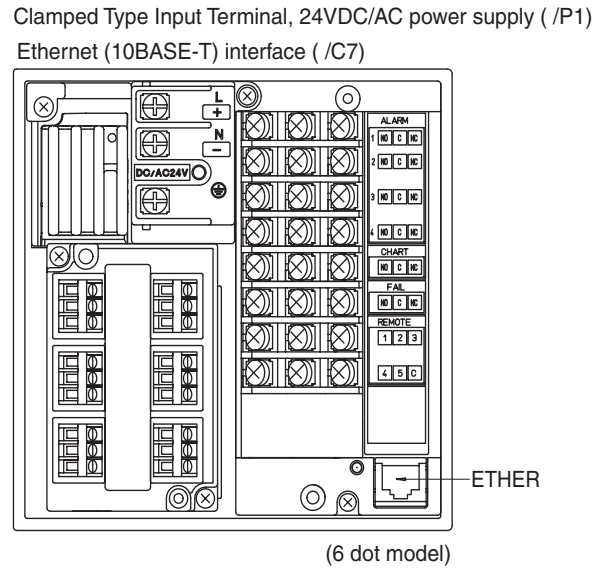 Clamped Type Input Terminal, 24VDC/AC power supply ( /P1)
Ethernet (10BASE-T) interface ( /C7)
L
+
N
−
DC/AC24V
ALARM
1 NO C NC
2 NO C NC
3 NO C NC
4 NO C NC
CHART
NO C NC
FAIL
NO C NC
REMOTE
1 2 3
4 5 C
ETHER
(6 dot model)